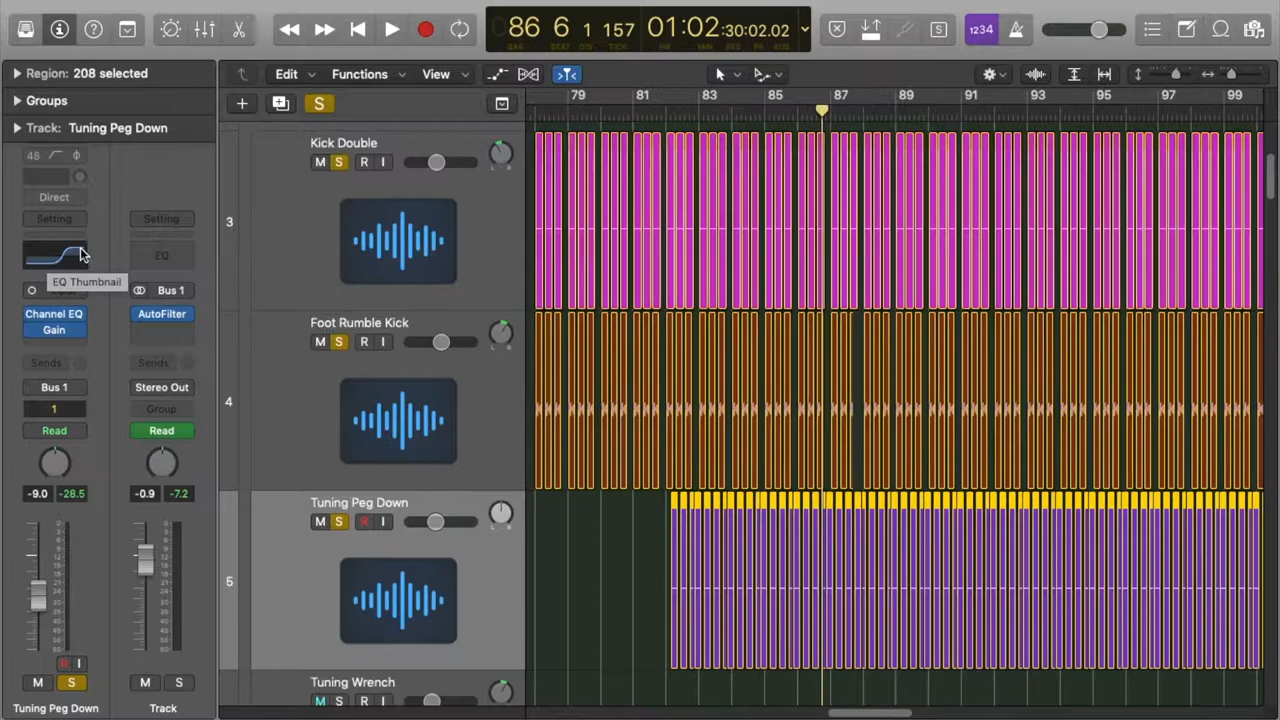 1234
86 6 1 157
BAR BEAT DIV TICK
01:02:30:02.02
Region: 208 selected
Edit Functions View
Groups
S
79 81 83 85 87 89 91 93 95 97 99
Track: Tuning Peg Down
48
Direct
Setting Setting
EQ
EQ Thumbnail
Bus 1
Channel EQ AutoFilter
Gain
Sends Sends
Bus 1 Stereo Out
1 Group
Read Read
-9.0 -28.5 -0.9 -7.2
R I
M S M S
Tuning Peg Down Track
3
Kick Double
M S R I
L R
4
Foot Rumble Kick
M S R I
L R
5
Tuning Peg Down
M S R I
L R
Tuning Wrench
M S R I